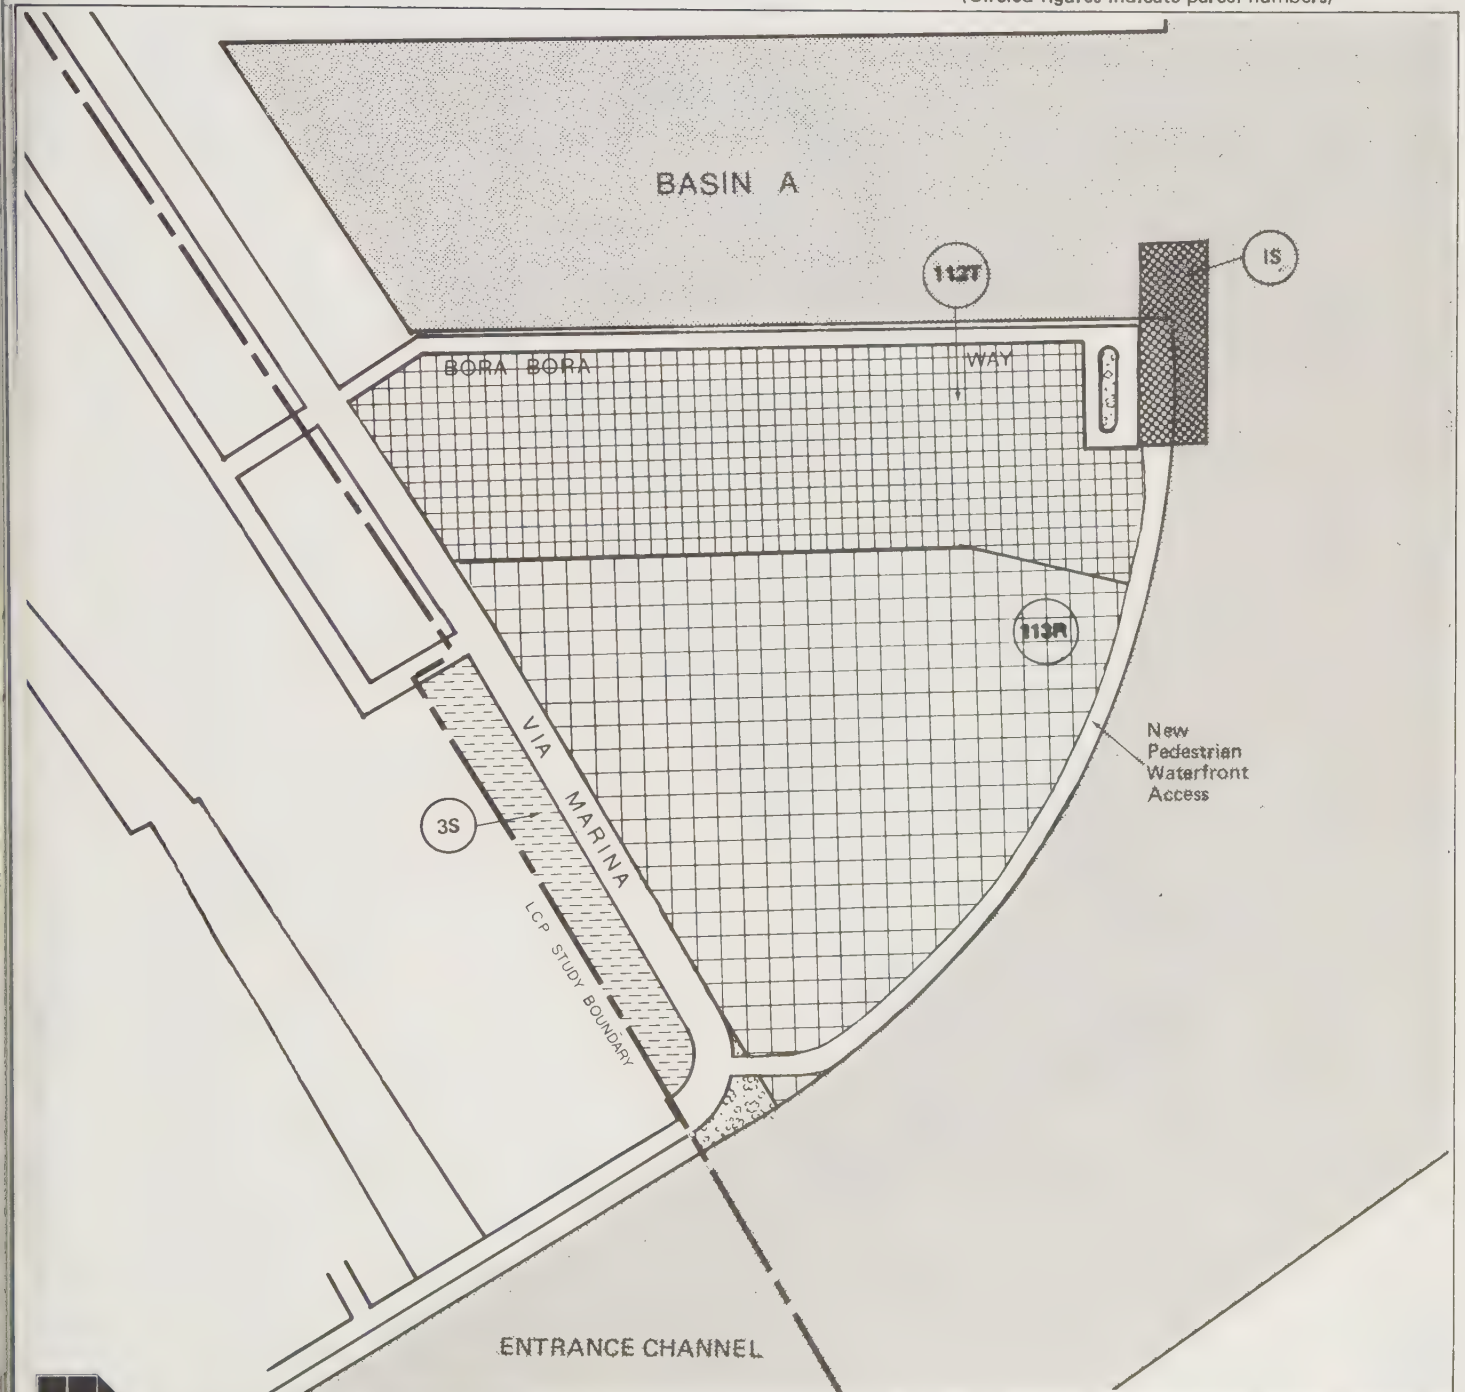 (Circled figures indicate parcel numbers)
BASIN A
112T
1S
BORA BORA WAY
113R
New
Pedestrian
Waterfront
Access
VIA MARINA
3S
LCP STUDY BOUNDARY
ENTRANCE CHANNEL